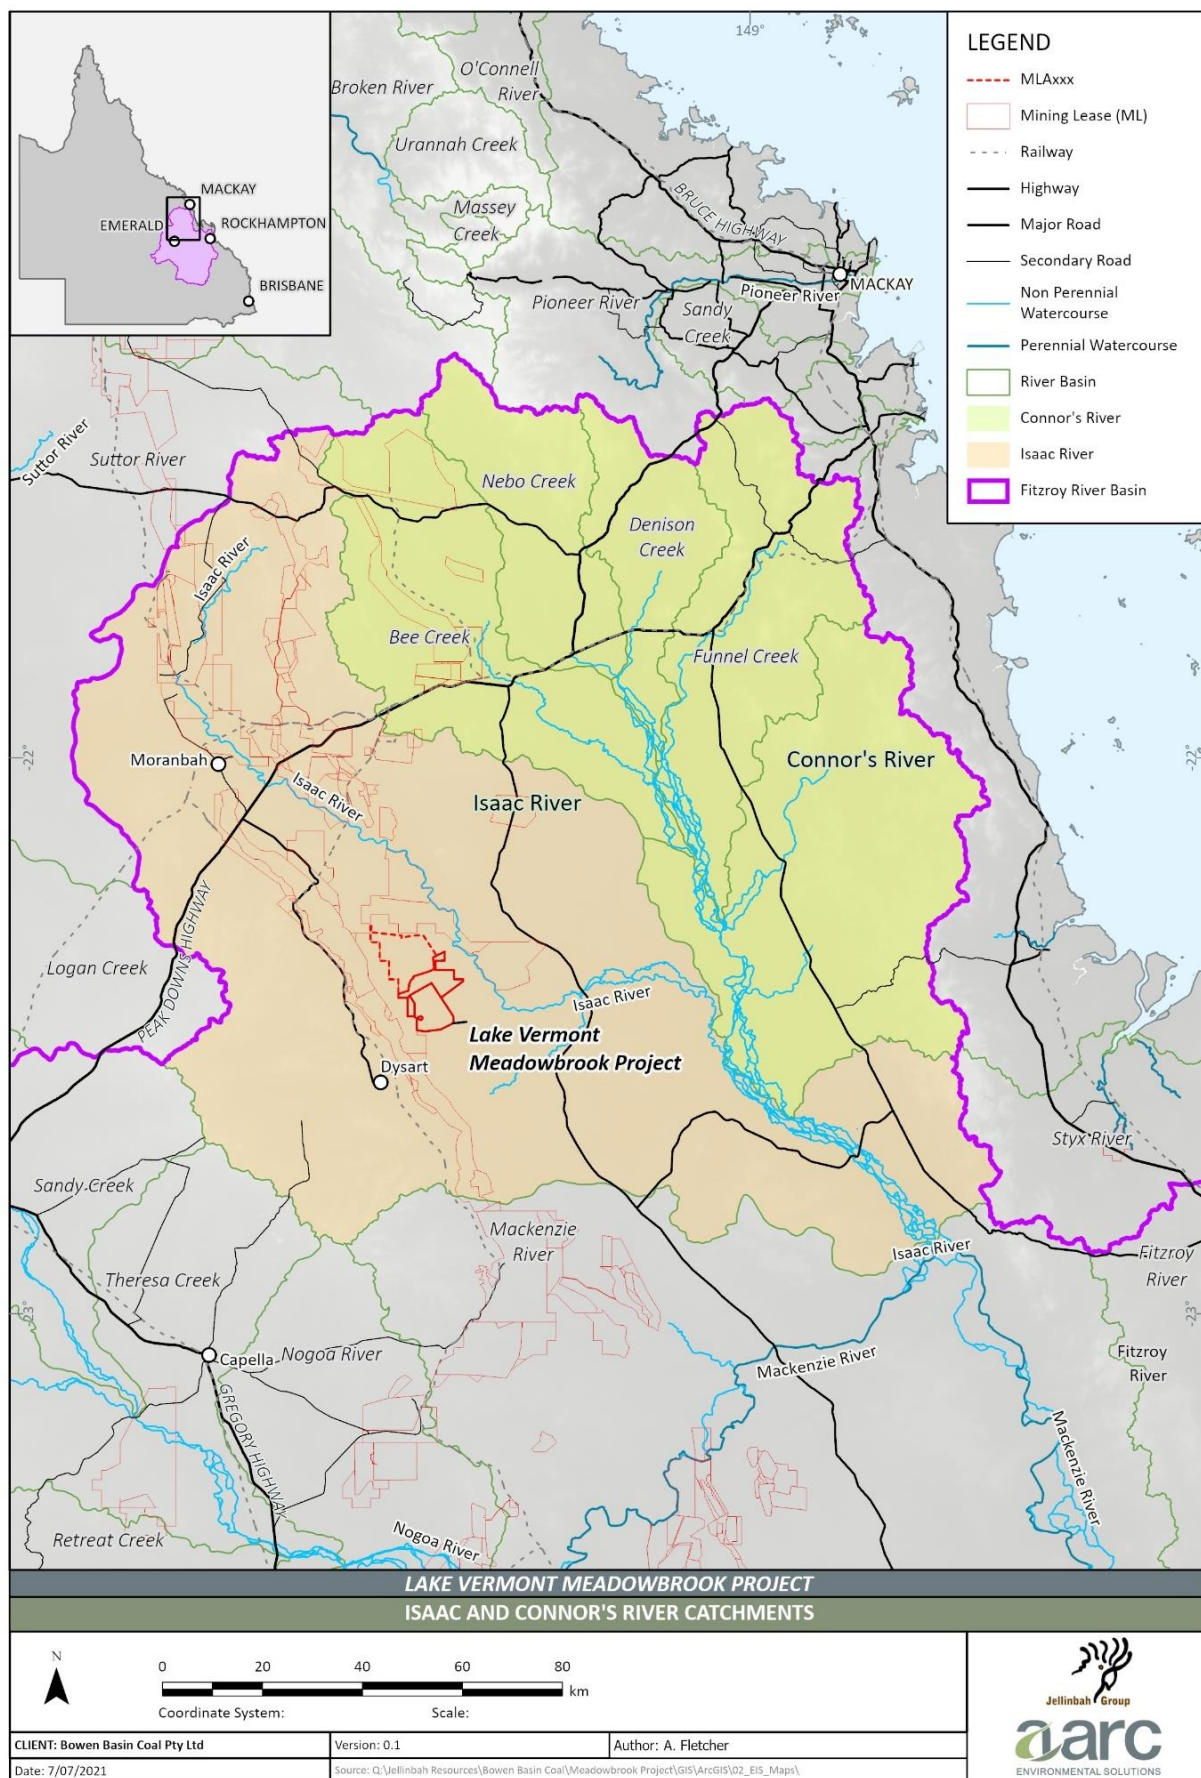 149°
LEGEND
MLAxxx
Mining Lease (ML)
Railway
Highway
Major Road
Secondary Road
Non Perennial
Watercourse
Perennial Watercourse
River Basin
Connor's River
Isaac River
Fitzroy River Basin
MACKAY
EMERALD
ROCKHAMPTON
BRISBANE
O'Connell
River
Broken River
Urannah Creek
Massey
Creek
BRUCE HIGHWAY
MACKAY
Pioneer River
Pioneer River
Sandy
Creek
Suttor River
Suttor River
Nebo Creek
Denison
Creek
Isaac River
Bee Creek
Funnel Creek
-22°
-22°
Moranbah
Isaac River
Isaac River
Connor's River
PEAK DOWNS HIGHWAY
Logan Creek
Isaac River
Lake Vermont
Meadowbrook Project
Dysart
Styx River
Sandy Creek
Mackenzie
River
Isaac River
Fitzroy
River
Theresa Creek
-23°
-23°
Capella
Nogoa River
Mackenzie River
Fitzroy
River
GREGORY HIGHWAY
Mackenzie River
Retreat Creek
Nogoa River
LAKE VERMONT MEADOWBROOK PROJECT
ISAAC AND CONNOR'S RIVER CATCHMENTS
N
0 20 40 60 80
km
Coordinate System: Scale:
Jellinbah Group
aarc
ENVIRONMENTAL SOLUTIONS
CLIENT: Bowen Basin Coal Pty Ltd Version: 0.1 Author: A. Fletcher
Date: 7/07/2021 Source: Q:\Jellinbah Resources\Bowen Basin Coal\Meadowbrook Project\GIS\ArcGIS\02_EIS_Maps\